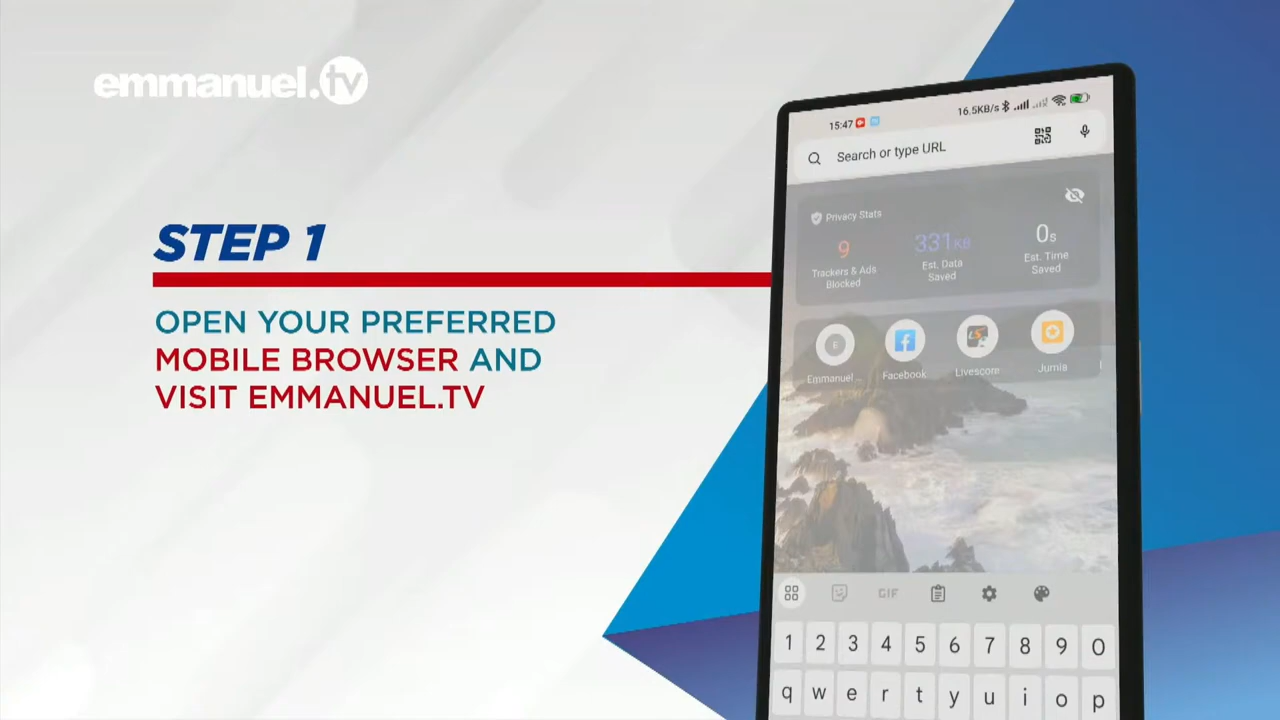 emmanuel.tv
STEP 1
OPEN YOUR PREFERRED
MOBILE BROWSER AND
VISIT EMMANUEL.TV
15:47
16.5KB/s
Search or type URL
Privacy Stats
9
Trackers & Ads
Blocked
331KB
Est. Data
Saved
0s
Est. Time
Saved
Emmanuel ...
Facebook
Livescore
Jumia
GIF
1 2 3 4 5 6 7 8 9 0
q w e r t y u i o p